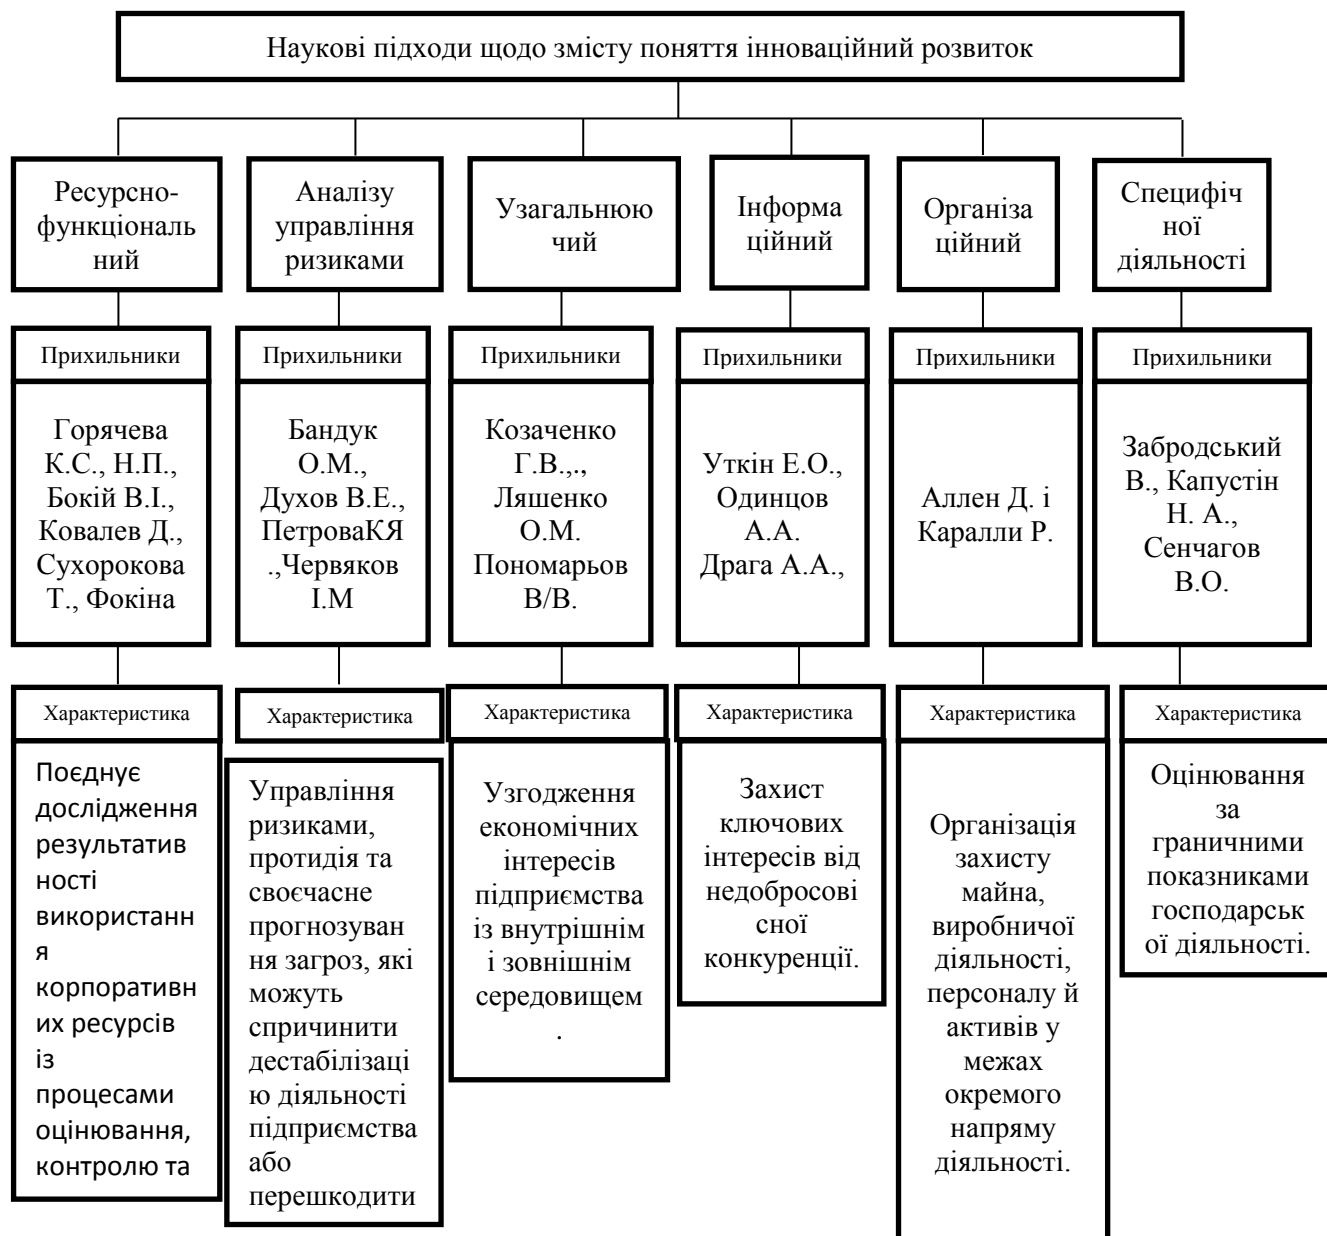 Наукові підходи щодо змісту поняття інноваційний розвиток
Ресурсно-
функціональ
ний
Аналізу
управління
ризиками
Узагальнюю
чий
Інформа
ційний
Організа
ційний
Специфіч
ної
діяльності
Прихильники
Прихильники
Прихильники
Прихильники
Прихильники
Прихильники
Горячева
К.С., Н.П.,
Бокій В.І.,
Ковалев Д.,
Сухорокова
Т., Фокіна
Бандук
О.М.,
Духов В.Е.,
ПетроваКЯ
.,Червяков
І.М
Козаченко
Г.В.,.,
Ляшенко
О.М.
Пономарьов
В/В.
Уткін Е.О.,
Одинцов
А.А.
Драга А.А.,
Аллен Д. і
Каралли Р.
Забродський
В., Капустін
Н. А.,
Сенчагов
В.О.
Характеристика
Характеристика
Характеристика
Характеристика
Характеристика
Характеристика
Поєднує
дослідження
результатив
ності
використанн
я
корпоративн
их ресурсів
із
процесами
оцінювання,
контролю та
Управління
ризиками,
протидія та
своєчасне
прогнозуван
ня загроз, які
можуть
спричинити
дестабілізаці
ю діяльності
підприємства
або
перешкодити
Узгодження
економічних
інтересів
підприємства
із внутрішнім
і зовнішнім
середовищем
.
Захист
ключових
інтересів від
недобросові
сної
конкуренції.
Організація
захисту
майна,
виробничої
діяльності,
персоналу й
активів у
межах
окремого
напряму
діяльності.
Оцінювання
за
граничними
показниками
господарськ
ої діяльності.